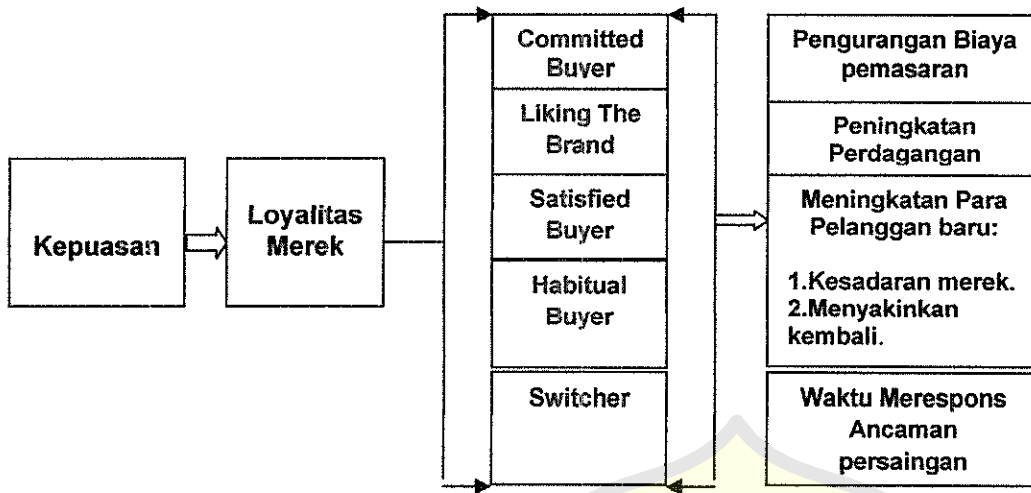 Kepuasan
Loyalitas
Merek
Committed
Buyer
Liking The
Brand
Satisfied
Buyer
Habitual
Buyer
Switcher
Pengurangan Biaya
pemasaran
Peningkatan
Perdagangan
Meningkatan Para
Pelanggan baru:
1.Kesadaran merek.
2.Menyakinkan
kembali.
Waktu Merespons
Ancaman
persaingan